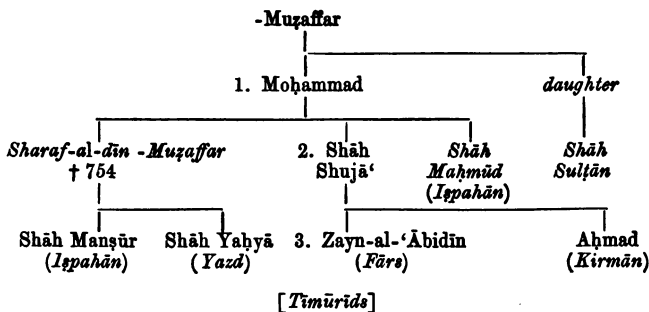 -Muẓaffar
1. Moḥammad daughter
Sharaf-al-dīn -Muẓaffar 2. Shāh Shāh Shāh
† 754 Shujā‘ Maḥmūd Sulṭān
(Iṣpahān)
Shāh Manṣūr Shāh Yaḥyā 3. Zayn-al-‘Ābidīn Aḥmad
(Iṣpahān) (Yazd) (Fārs) (Kirmān)
[Tīmūrids]